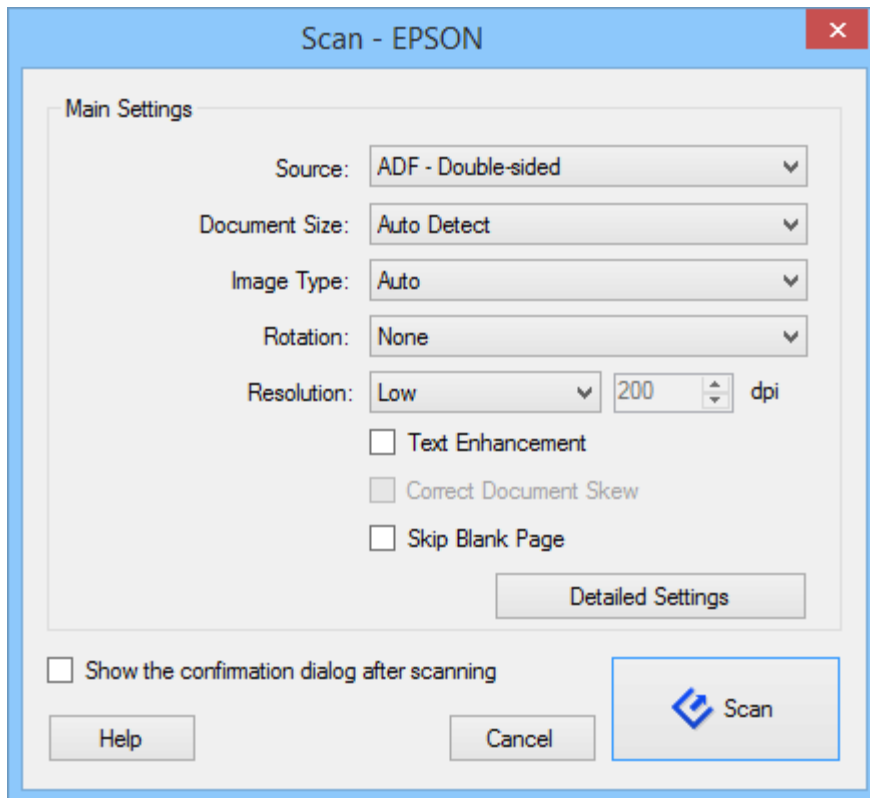 Scan - EPSON
Main Settings
Source: ADF - Double-sided
Document Size: Auto Detect
Image Type: Auto
Rotation: None
Resolution: Low 200 dpi
Text Enhancement
Correct Document Skew
Skip Blank Page
Detailed Settings
Show the confirmation dialog after scanning
Scan
Help Cancel